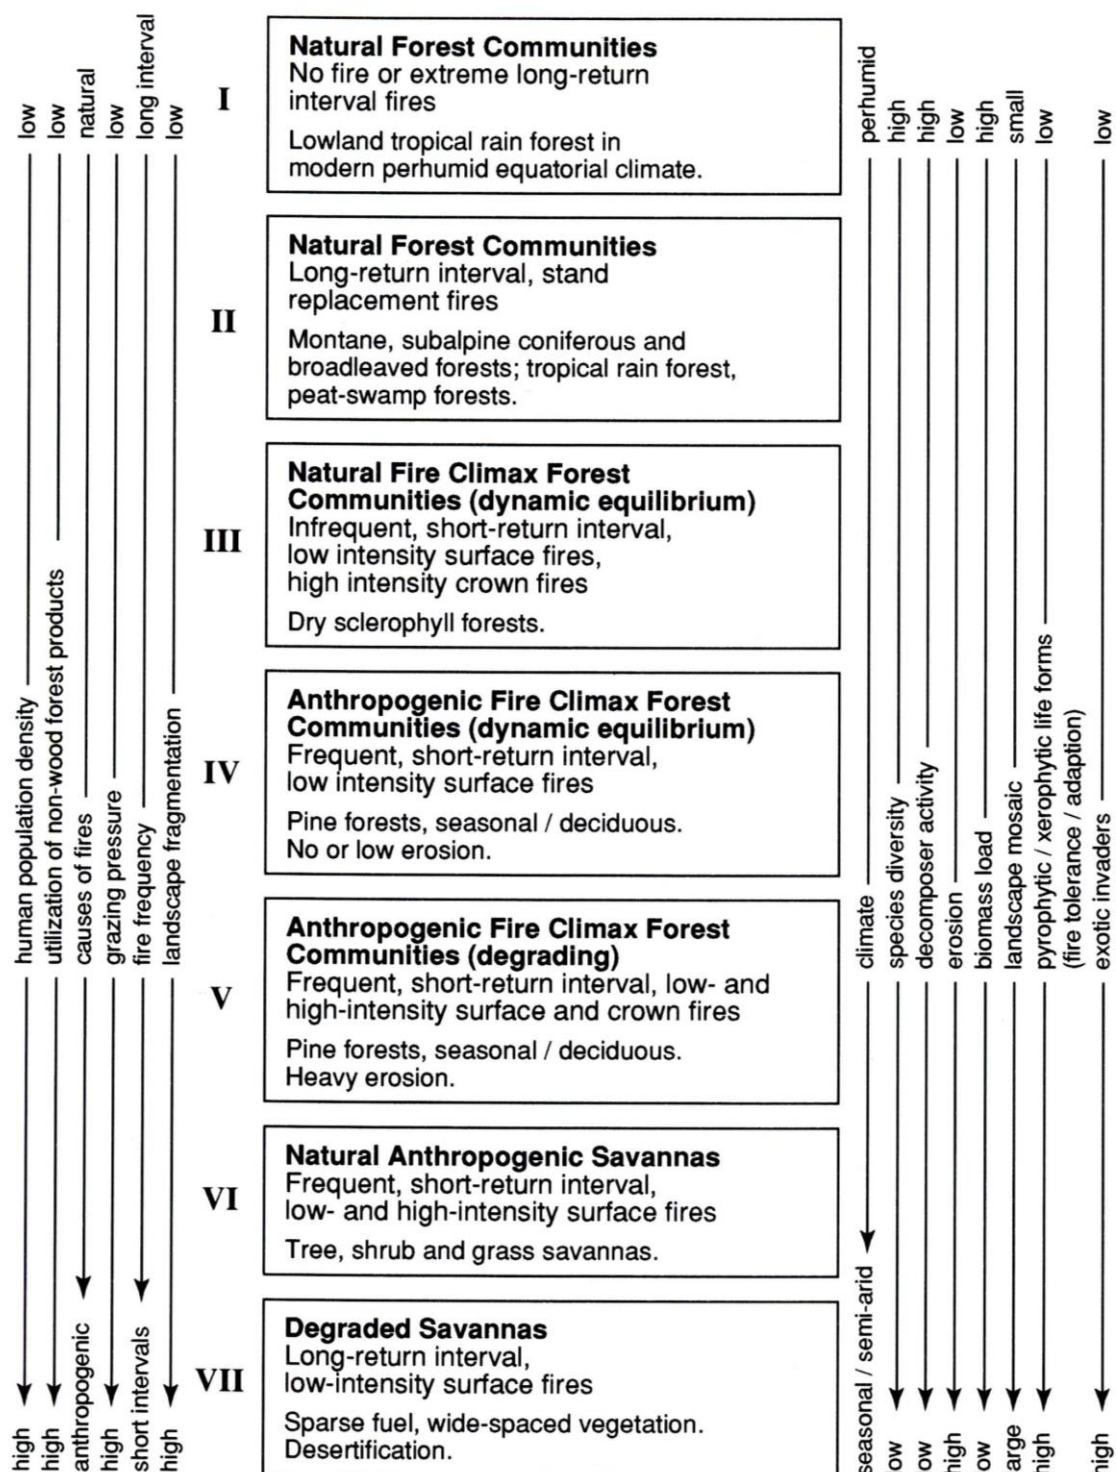 low
low
natural
low
long interval
low
human population density
utilization of non-wood forest products
causes of fires
grazing pressure
fire frequency
landscape fragmentation
high
high
anthropogenic
high
short intervals
high
I
Natural Forest Communities
No fire or extreme long-return
interval fires
Lowland tropical rain forest in
modern perhumid equatorial climate.
II
Natural Forest Communities
Long-return interval, stand
replacement fires
Montane, subalpine coniferous and
broadleaved forests; tropical rain forest,
peat-swamp forests.
III
Natural Fire Climax Forest
Communities (dynamic equilibrium)
Infrequent, short-return interval,
low intensity surface fires,
high intensity crown fires
Dry sclerophyll forests.
IV
Anthropogenic Fire Climax Forest
Communities (dynamic equilibrium)
Frequent, short-return interval,
low intensity surface fires
Pine forests, seasonal / deciduous.
No or low erosion.
V
Anthropogenic Fire Climax Forest
Communities (degrading)
Frequent, short-return interval, low- and
high-intensity surface and crown fires
Pine forests, seasonal / deciduous.
Heavy erosion.
VI
Natural Anthropogenic Savannas
Frequent, short-return interval,
low- and high-intensity surface fires
Tree, shrub and grass savannas.
VII
Degraded Savannas
Long-return interval,
low-intensity surface fires
Sparse fuel, wide-spaced vegetation.
Desertification.
perhumid
high
high
low
high
small
low
low
climate
species diversity
decomposer activity
erosion
biomass load
landscape mosaic
pyrophytic / xerophytic life forms
(fire tolerance / adaption)
exotic invaders
seasonal / semi-arid
low
low
high
low
large
high
high